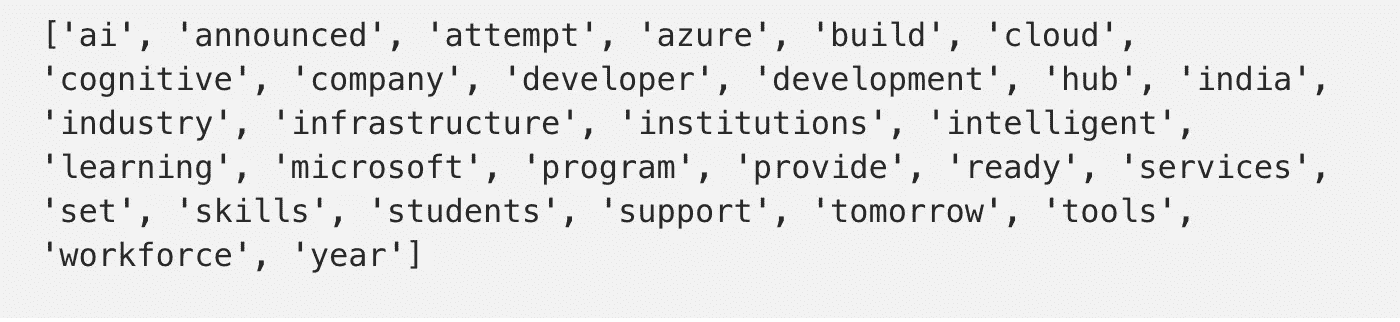 ['ai', 'announced', 'attempt', 'azure', 'build', 'cloud',
'cognitive', 'company', 'developer', 'development', 'hub', 'india',
'industry', 'infrastructure', 'institutions', 'intelligent',
'learning', 'microsoft', 'program', 'provide', 'ready', 'services',
'set', 'skills', 'students', 'support', 'tomorrow', 'tools',
'workforce', 'year']